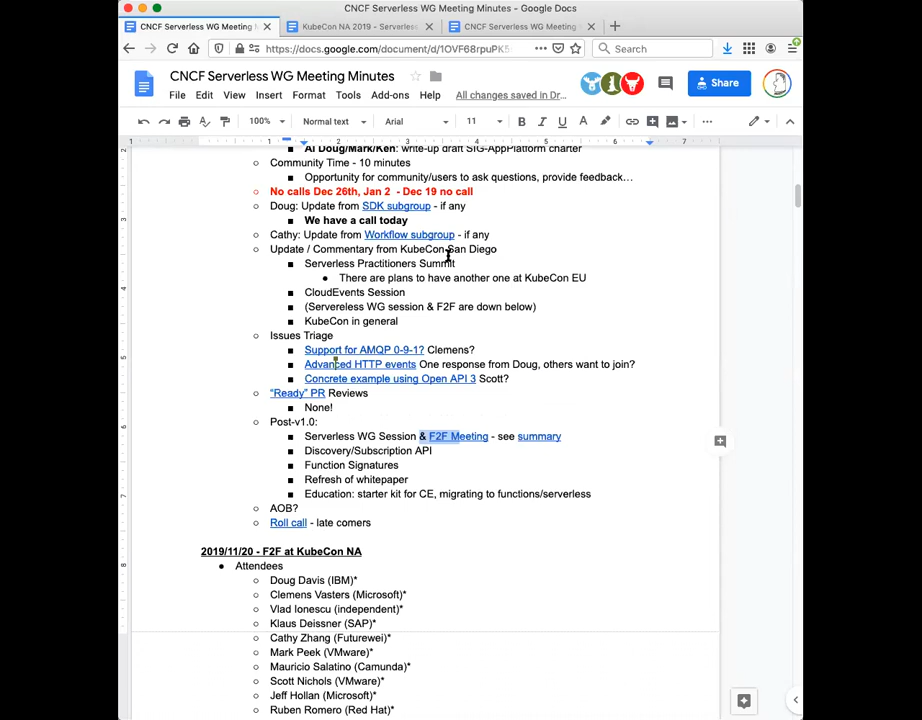 CNCF Serverless WG Meeting Minutes - Google Docs
CNCF Serverless WG Meeting Minutes
KubeCon NA 2019 - Serverless
CNCF Serverless WG Meeting Minutes
https://docs.google.com/document/d/1OVF68rpuPK5
Search
CNCF Serverless WG Meeting Minutes
File Edit View Insert Format Tools Add-ons Help All changes saved in Dr...
Share
100% Normal text Arial 11 B I U A
1 1 2 3 4 5 6 7
AI Doug/Mark/Ken: write-up draft SIG-AppPlatform charter
Community Time - 10 minutes
Opportunity for community/users to ask questions, provide feedback…
No calls Dec 26th, Jan 2 - Dec 19 no call
Doug: Update from SDK subgroup - if any
We have a call today
Cathy: Update from Workflow subgroup - if any
Update / Commentary from KubeCon San Diego
Serverless Practitioners Summit
There are plans to have another one at KubeCon EU
CloudEvents Session
(Servereless WG session & F2F are down below)
KubeCon in general
Issues Triage
Support for AMQP 0-9-1? Clemens?
Advanced HTTP events One response from Doug, others want to join?
Concrete example using Open API 3 Scott?
“Ready” PR Reviews
None!
Post-v1.0:
Serverless WG Session & F2F Meeting - see summary
Discovery/Subscription API
Function Signatures
Refresh of whitepaper
Education: starter kit for CE, migrating to functions/serverless
AOB?
Roll call - late comers
2019/11/20 - F2F at KubeCon NA
Attendees
Doug Davis (IBM)*
Clemens Vasters (Microsoft)*
Vlad Ionescu (independent)*
Klaus Deissner (SAP)*
Cathy Zhang (Futurewei)*
Mark Peek (VMware)*
Mauricio Salatino (Camunda)*
Scott Nichols (VMware)*
Jeff Hollan (Microsoft)*
Ruben Romero (Red Hat)*